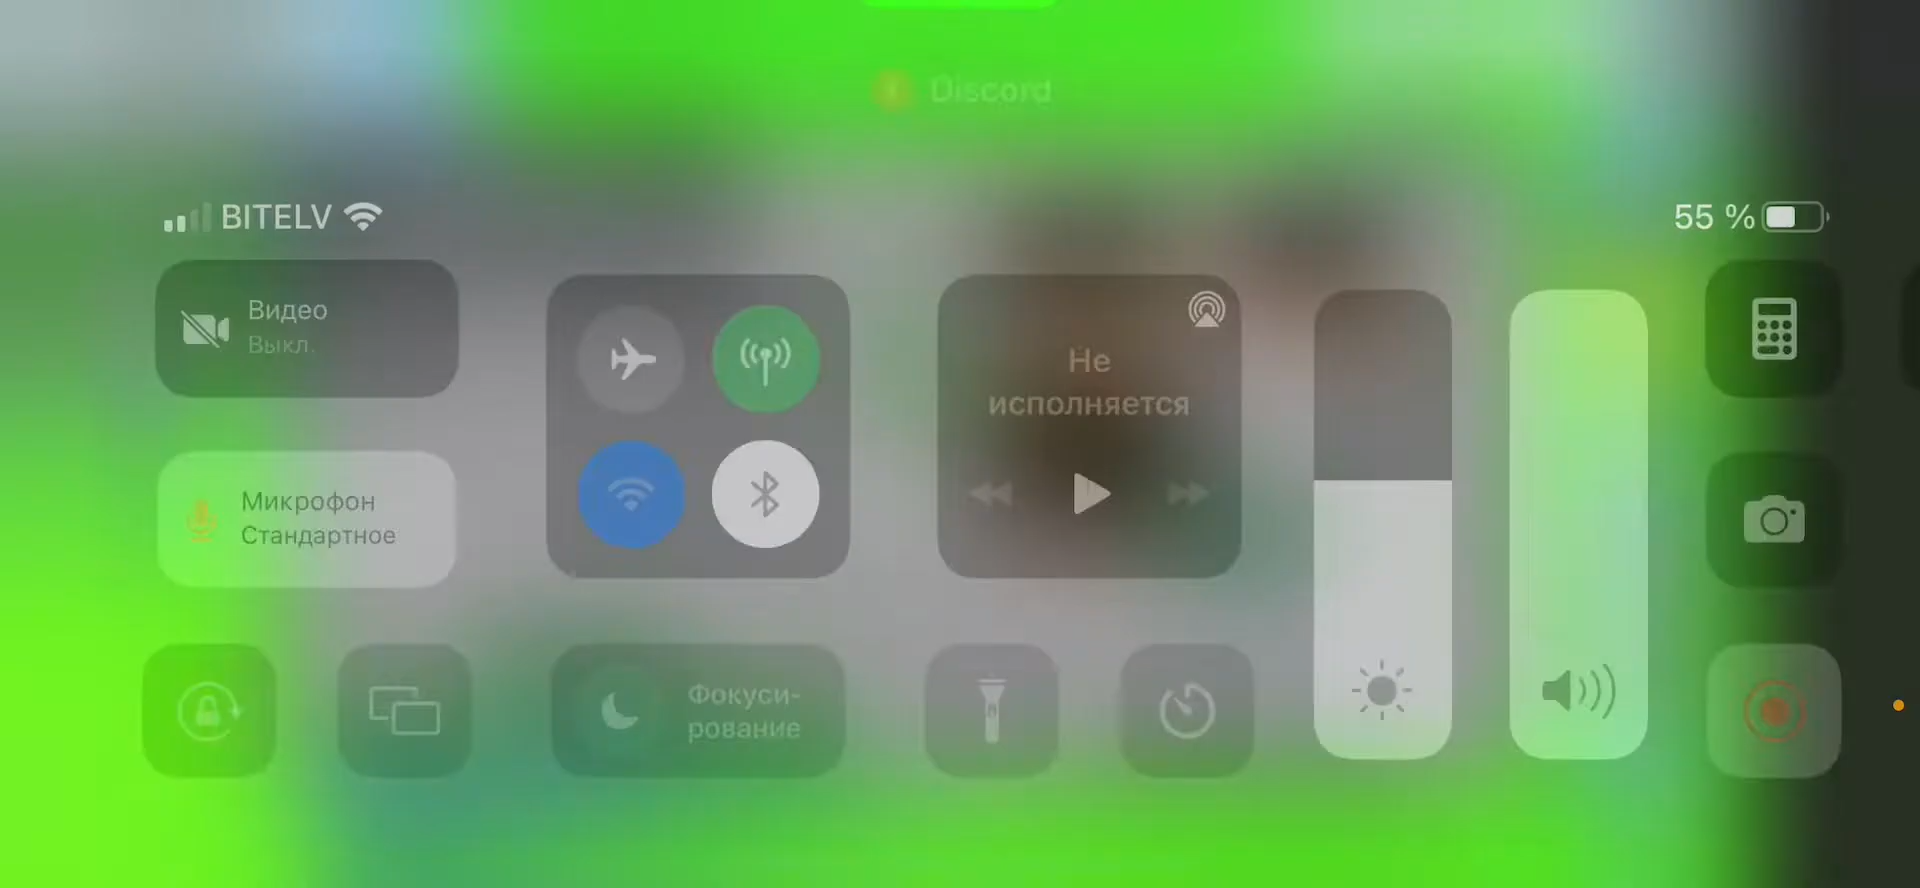 Discord
BITELV
55 %
Видео
Выкл.
Не
исполняется
Микрофон
Стандартное
Фокуси-
рование